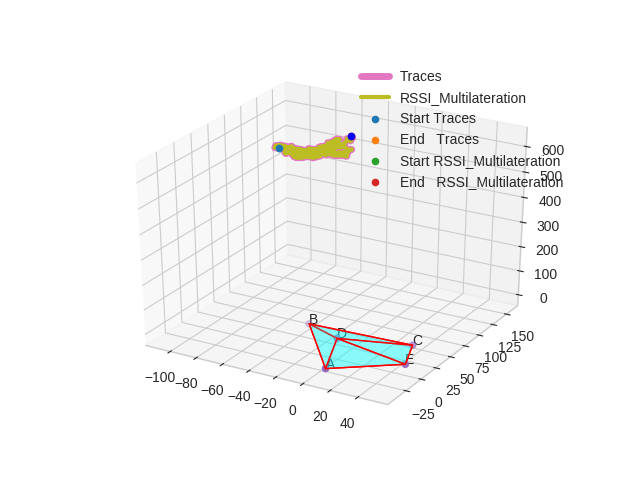 Traces
RSSI_Multilateration
Start Traces
End Traces
Start RSSI_Multilateration
End RSSI_Multilateration
600
500
400
300
200
100
0
B
D
C
A
E
150
125
100
75
50
25
0
−25
−100
−80
−60
−40
−20
0
20
40